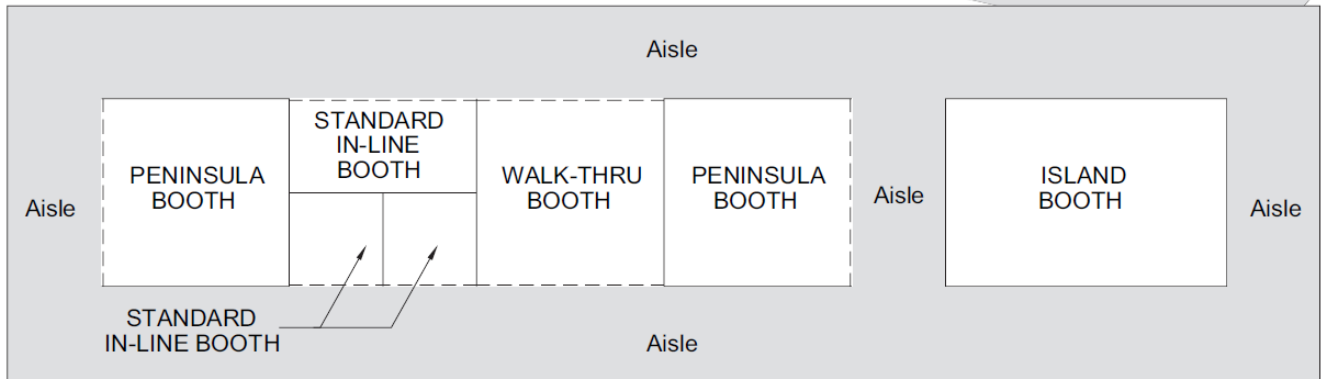 Aisle
STANDARD
IN-LINE
BOOTH
PENINSULA
BOOTH
WALK-THRU
BOOTH
PENINSULA
BOOTH
ISLAND
BOOTH
Aisle
Aisle
Aisle
STANDARD
IN-LINE BOOTH
Aisle